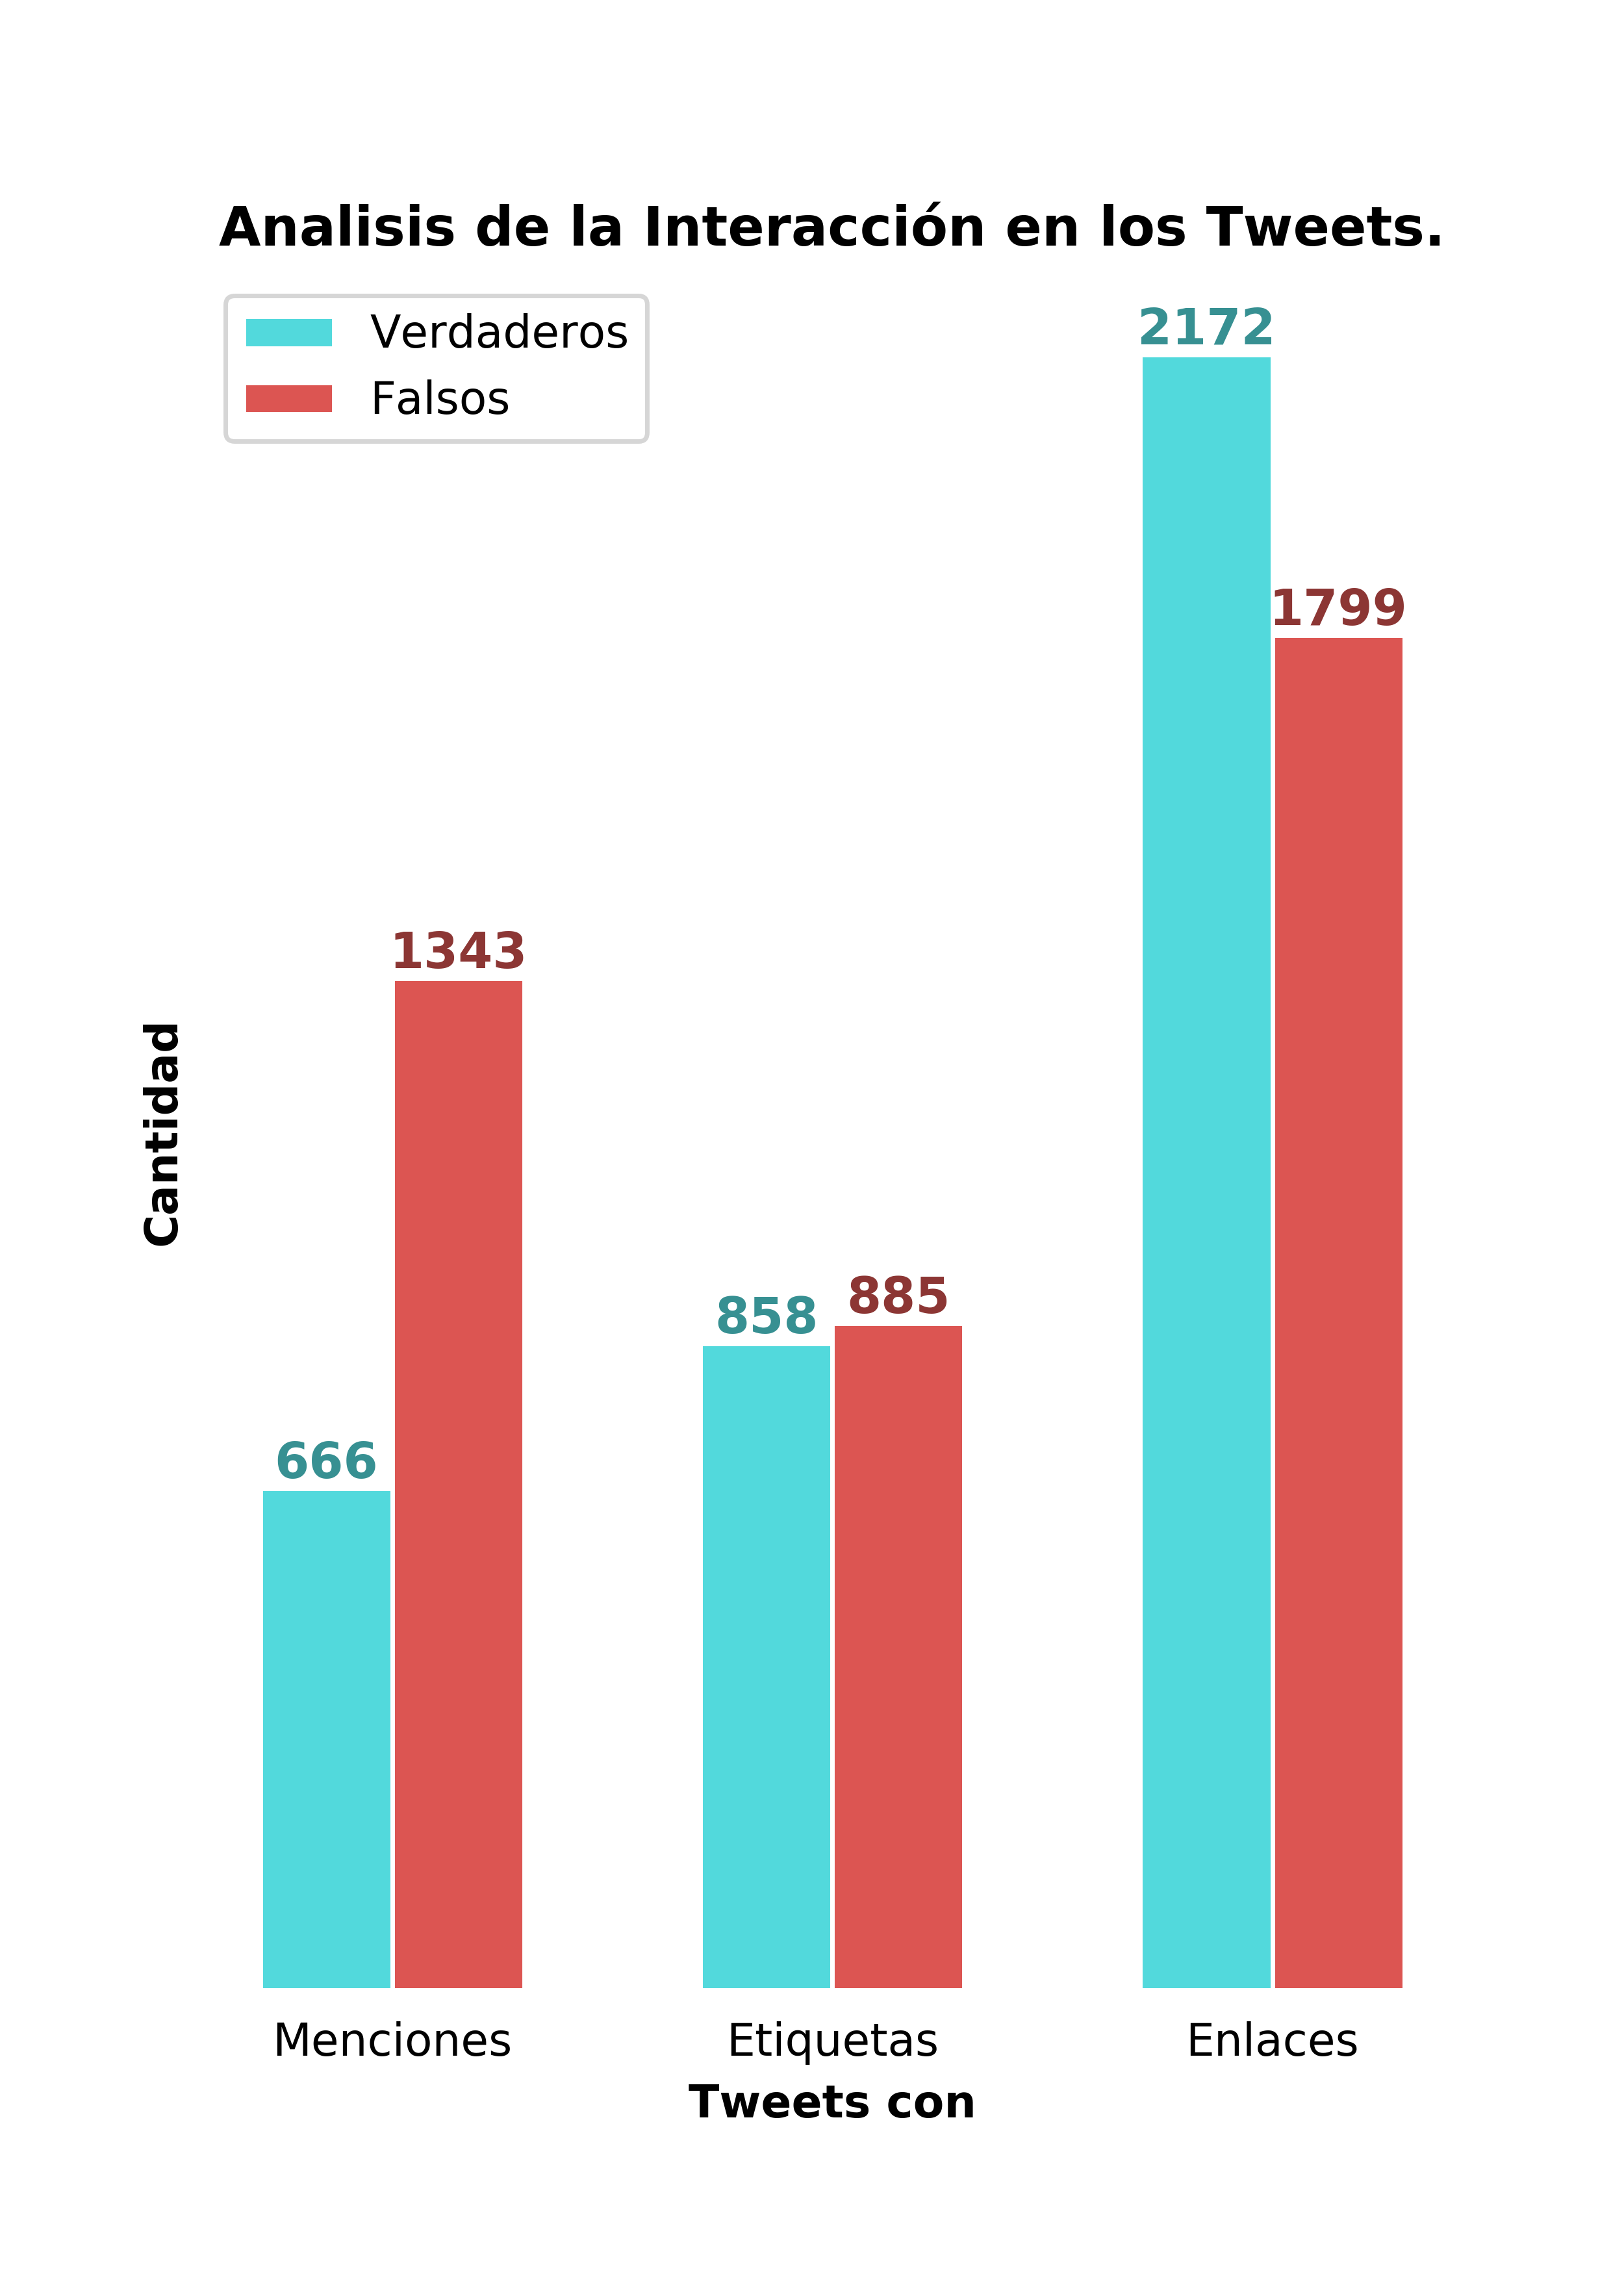 Analisis de la Interacción en los Tweets.
Verdaderos
Falsos
2172
1799
1343
885
858
666
Cantidad
Menciones Etiquetas Enlaces
Tweets con